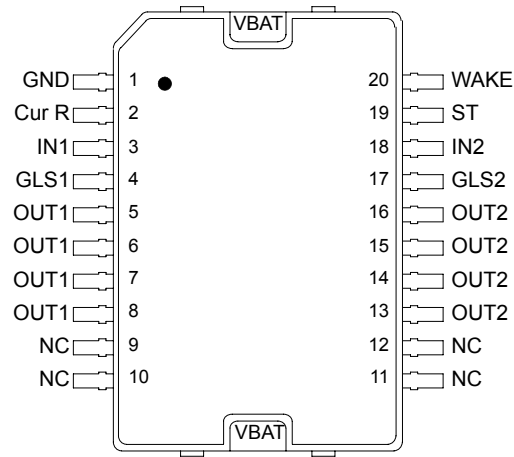 VBAT
GND 1 20 WAKE
Cur R 2 19 ST
IN1 3 18 IN2
GLS1 4 17 GLS2
OUT1 5 16 OUT2
OUT1 6 15 OUT2
OUT1 7 14 OUT2
OUT1 8 13 OUT2
NC 9 12 NC
NC 10 11 NC
VBAT